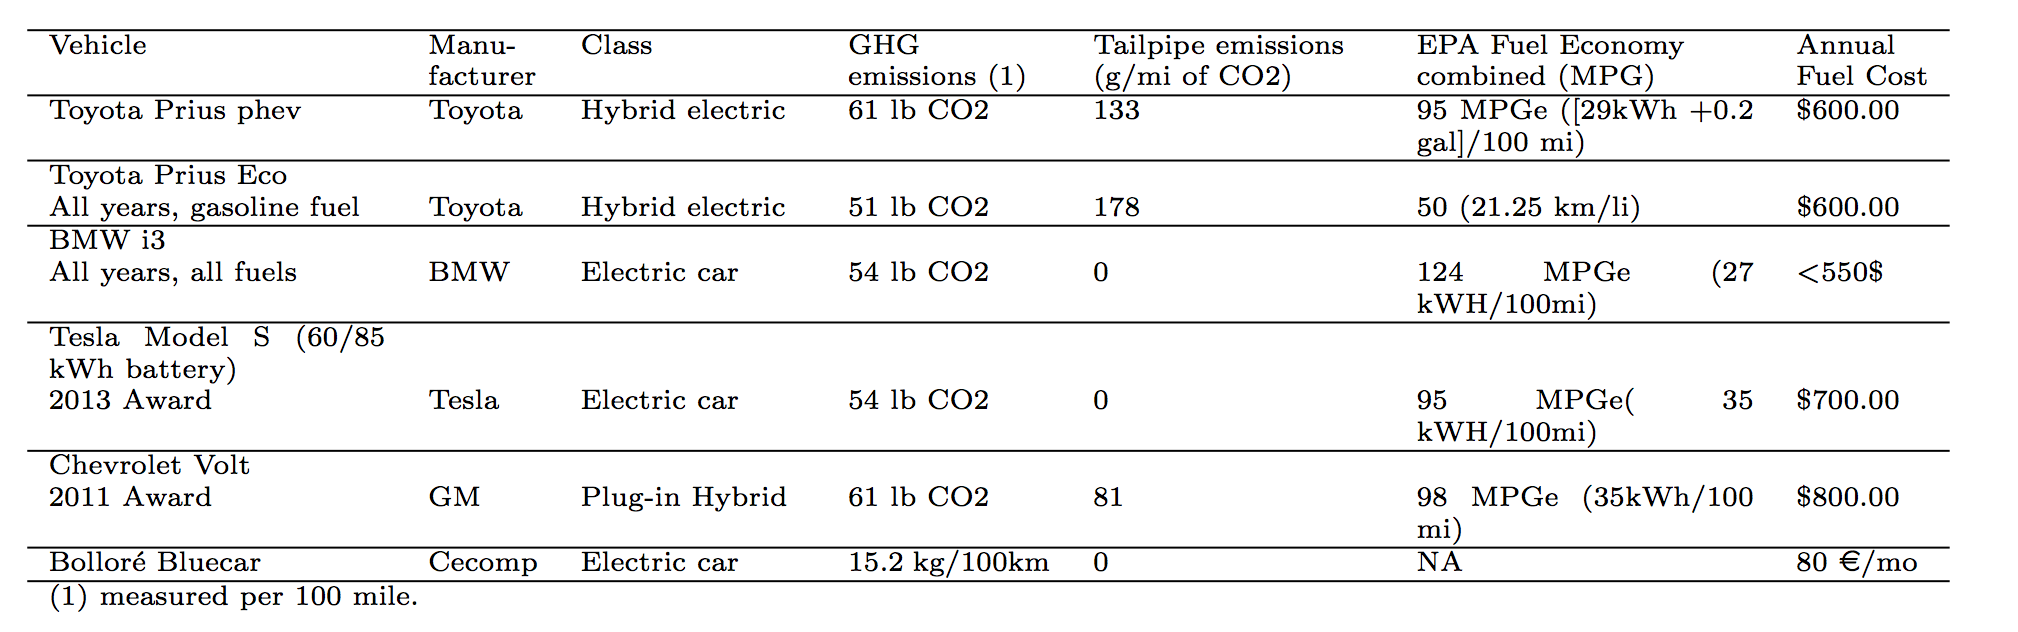 Vehicle Manu- Class GHG Tailpipe emissions EPA Fuel Economy Annual
facturer emissions (1) (g/mi of CO2) combined (MPG) Fuel Cost
Toyota Prius phev Toyota Hybrid electric 61 lb CO2 133 95 MPGe ([29kWh +0.2 $600.00
gal]/100 mi)
Toyota Prius Eco
All years, gasoline fuel Toyota Hybrid electric 51 lb CO2 178 50 (21.25 km/li) $600.00
BMW i3
All years, all fuels BMW Electric car 54 lb CO2 0 124 MPGe (27 <550$
kWH/100mi)
Tesla Model S (60/85
kWh battery)
2013 Award Tesla Electric car 54 lb CO2 0 95 MPGe( 35 $700.00
kWH/100mi)
Chevrolet Volt
2011 Award GM Plug-in Hybrid 61 lb CO2 81 98 MPGe (35kWh/100 $800.00
mi)
Bolloré Bluecar Cecomp Electric car 15.2 kg/100km 0 NA 80 €/mo
(1) measured per 100 mile.